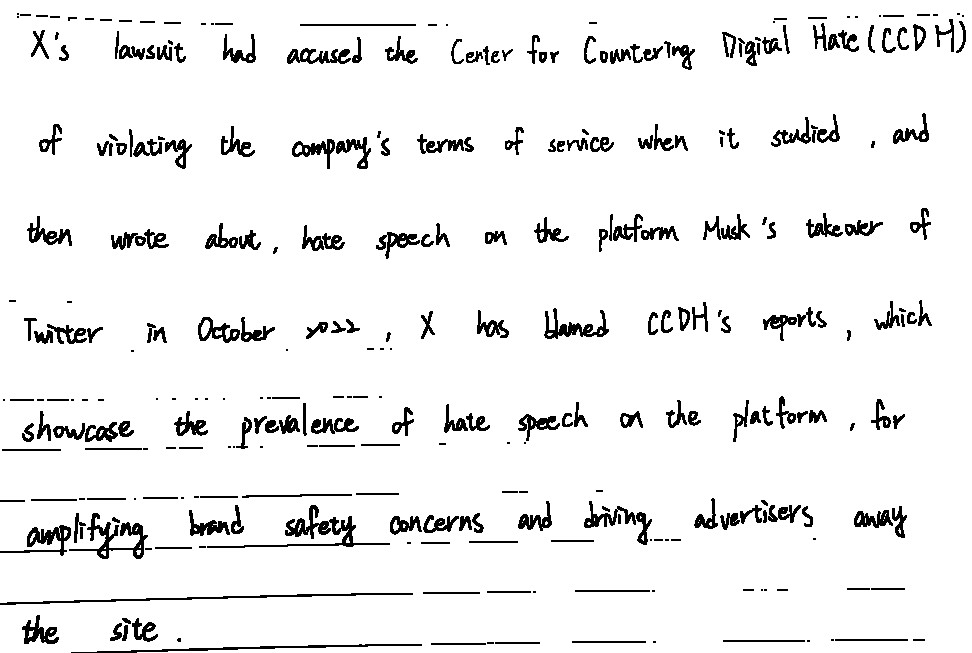 X's lawsuit had accused the Center for Countering Digital Hate (CCDH)
of violating the company's terms of service when it studied , and
then wrote about , hate speech on the platform Musk's takeover of
Twitter in October 2022 , X has blamed CCDH's reports , which
showcase the prevalence of hate speech on the platform , for
amplifying brand safety concerns and driving advertisers away
the site .